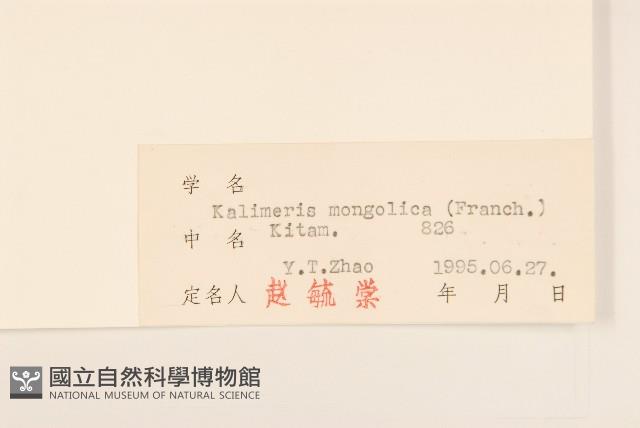 学 名
Kalimeris mongolica (Franch.)
中 名 Kitam. 826
Y.T.Zhao 1995.06.27.
定名人 赵毓棠 年 月 日
國立自然科學博物館
NATIONAL MUSEUM OF NATURAL SCIENCE